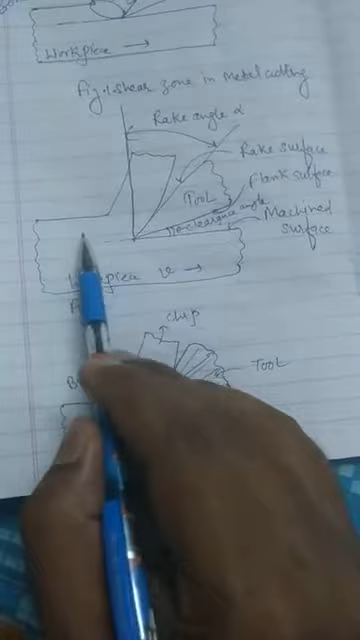 Workpiece
Fig.1 Shear zone in Metal cutting
Rake angle α
Rake surface
Flank surface
Tool
clearance angle
Machined
surface
v
chip
Tool